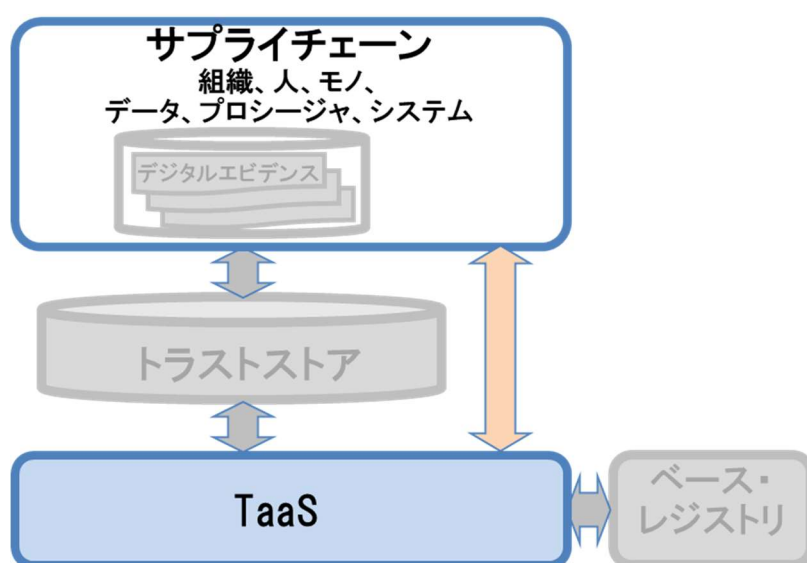 サプライチェーン
組織、人、モノ、
データ、プロシージャ、システム
デジタルエビデンス
トラストストア
TaaS
ベース・
レジストリ